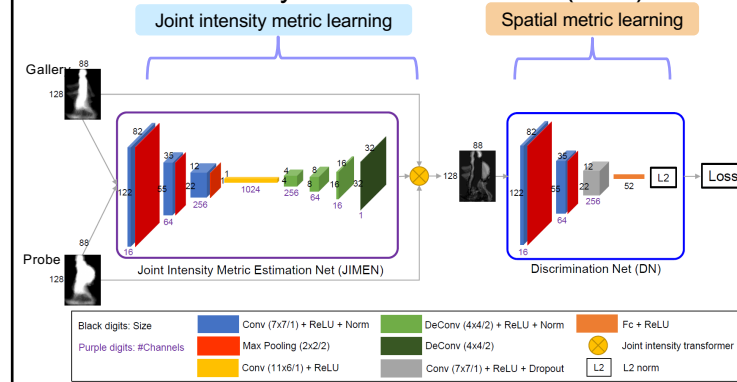 Joint intensity metric learning
Spatial metric learning
Gallery
88
128
Probe
88
128
82
122
16
35
55
64
12
22
256
1
1
1024
4
4
256
8
8
64
16
16
16
32
32
1
Joint Intensity Metric Estimation Net (JIMEN)
88
128
82
122
16
35
55
64
12
22
256
52
L2
Loss
Discrimination Net (DN)
Black digits: Size
Purple digits: #Channels
Conv (7x7/1) + ReLU + Norm
Max Pooling (2x2/2)
Conv (11x6/1) + ReLU
DeConv (4x4/2) + ReLU + Norm
DeConv (4x4/2)
Conv (7x7/1) + ReLU + Dropout
Fc + ReLU
Joint intensity transformer
L2 L2 norm